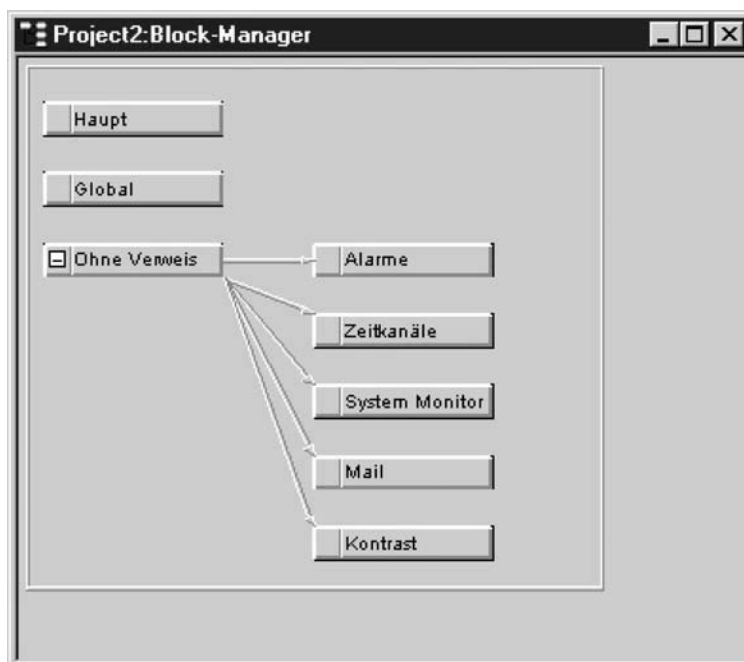 Project2:Block-Manager
Haupt
Global
Ohne Verweis
Alarme
Zeitkanäle
System Monitor
Mail
Kontrast